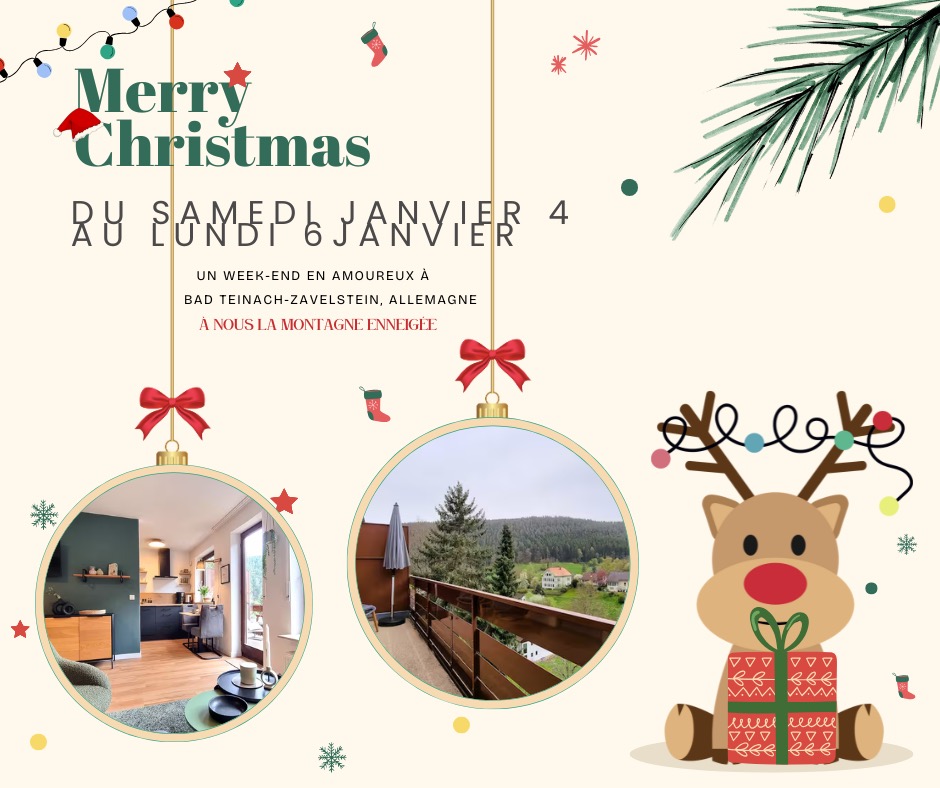 Merry
Christmas
DU SAMEDI JANVIER 4
AU LUNDI 6JANVIER
UN WEEK-END EN AMOUREUX À
BAD TEINACH-ZAVELSTEIN, ALLEMAGNE
À NOUS LA MONTAGNE ENNEIGÉE